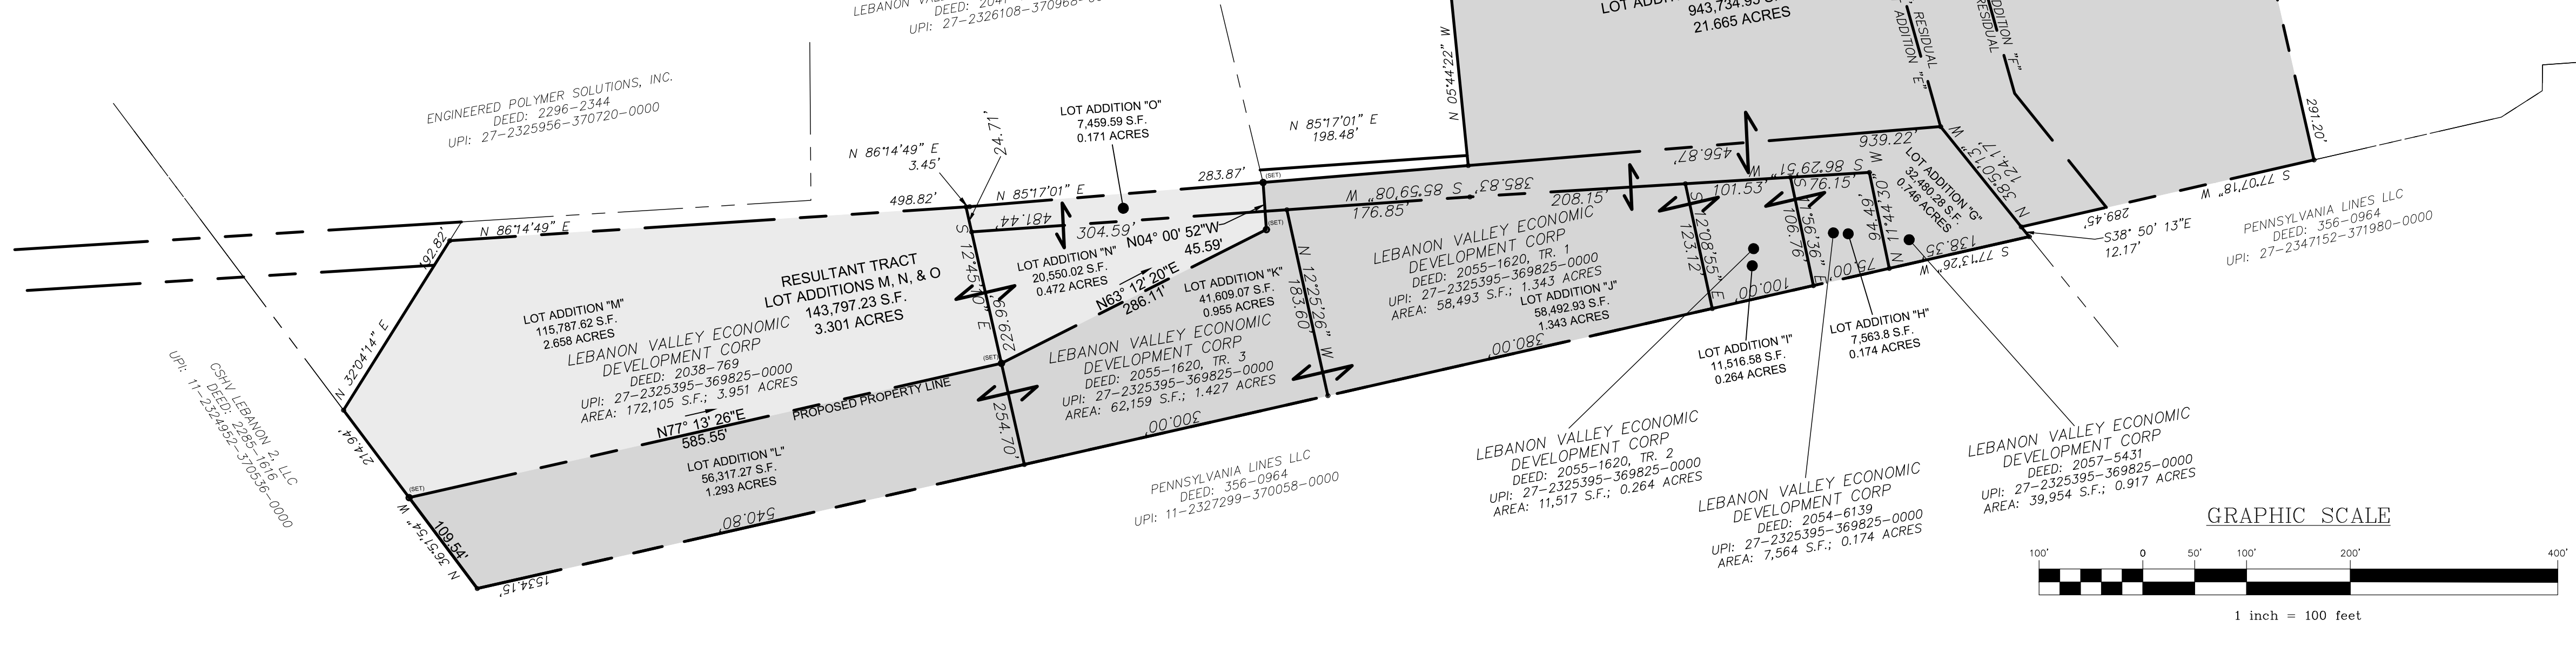 LEBANON
DEED:
UPI: 27-2326108-370968-
ENGINEERED POLYMER SOLUTIONS, INC.
DEED: 2296-2344
UPI: 27-2325956-370720-0000
943,734.95
21.665 ACRES
N 05°44'22" W
RESIDUAL
ADDITION "E"
ADDITION "F"
RESIDUAL
291.20'
LOT ADDITION "O"
7,459.59 S.F.
0.171 ACRES
24.71'
N 86°14'49" E
3.45'
N 85°17'01" E
198.48'
283.87'
N 85°17'01" E
498.82'
N 86°14'49" E
192.82'
481.44'
304.59'
(SET)
(SET)
N04° 00' 52"W
45.59'
456.87'
939.22'
385.83'
S 85°59'08" W
176.85'
208.15'
S 86°29'51" W
101.53'
76.15'
LOT ADDITION "G"
32,480.28 S.F.
0.746 ACRES
124.17'
N 38°50'13" W
289.45'
S 77°07'18" W
S38° 50' 13"E
12.17'
PENNSYLVANIA LINES LLC
DEED: 356-0964
UPI: 27-2347152-371980-0000
138.35'
S 77°13'26" W
N 11°44'30" W
94.49'
75.00'
106.76'
100.00'
S 12°08'55" E
123.12'
LEBANON VALLEY ECONOMIC
DEVELOPMENT CORP
DEED: 2055-1620, TR. 1
UPI: 27-2325395-369825-0000
AREA: 58,493 S.F.; 1.343 ACRES
LOT ADDITION "J"
58,492.93 S.F.
1.343 ACRES
N 12°25'26" W
183.60'
380.00'
LOT ADDITION "N"
20,550.02 S.F.
0.472 ACRES
N63° 12' 20"E
286.11'
LOT ADDITION "K"
41,609.07 S.F.
0.955 ACRES
LEBANON VALLEY ECONOMIC
DEVELOPMENT CORP
DEED: 2055-1620, TR. 3
UPI: 27-2325395-369825-0000
AREA: 62,159 S.F.; 1.427 ACRES
229.99'
(SET)
254.70'
300.00'
RESULTANT TRACT
LOT ADDITIONS M, N, & O
143,797.23 S.F.
3.301 ACRES
LOT ADDITION "M"
115,787.62 S.F.
2.658 ACRES
LEBANON VALLEY ECONOMIC
DEVELOPMENT CORP
DEED: 2038-769
UPI: 27-2325395-369825-0000
AREA: 172,105 S.F.; 3.951 ACRES
N77° 13' 26"E
585.55'
PROPOSED PROPERTY LINE
N 32°04'14" E
CSHV LEBANON 2, LLC
DEED: 2285-1616
UPI: 11-2324952-370536-0000
214.94'
(SET)
N 36°51'54" W
109.54'
LOT ADDITION "L"
56,317.27 S.F.
1.293 ACRES
540.80'
1534.15'
PENNSYLVANIA LINES LLC
DEED: 356-0964
UPI: 11-2327299-370058-0000
LOT ADDITION "I"
11,516.58 S.F.
0.264 ACRES
LOT ADDITION "H"
7,563.8 S.F.
0.174 ACRES
LEBANON VALLEY ECONOMIC
DEVELOPMENT CORP
DEED: 2055-1620, TR. 2
UPI: 27-2325395-369825-0000
AREA: 11,517 S.F.; 0.264 ACRES
LEBANON VALLEY ECONOMIC
DEVELOPMENT CORP
DEED: 2054-6139
UPI: 27-2325395-369825-0000
AREA: 7,564 S.F.; 0.174 ACRES
LEBANON VALLEY ECONOMIC
DEVELOPMENT CORP
DEED: 2057-5431
UPI: 27-2325395-369825-0000
AREA: 39,954 S.F.; 0.917 ACRES
GRAPHIC SCALE
100' 0 50' 100' 200' 400'
1 inch = 100 feet